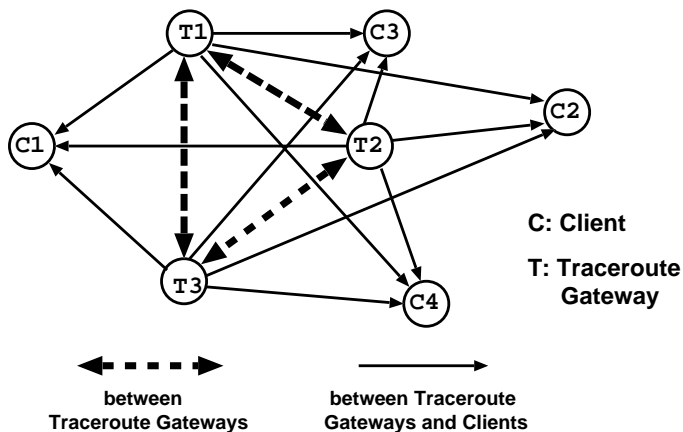 T1
C3
C2
C1
T2
C: Client
T: Traceroute
Gateway
T3
C4
between
Traceroute Gateways
between Traceroute
Gateways and Clients